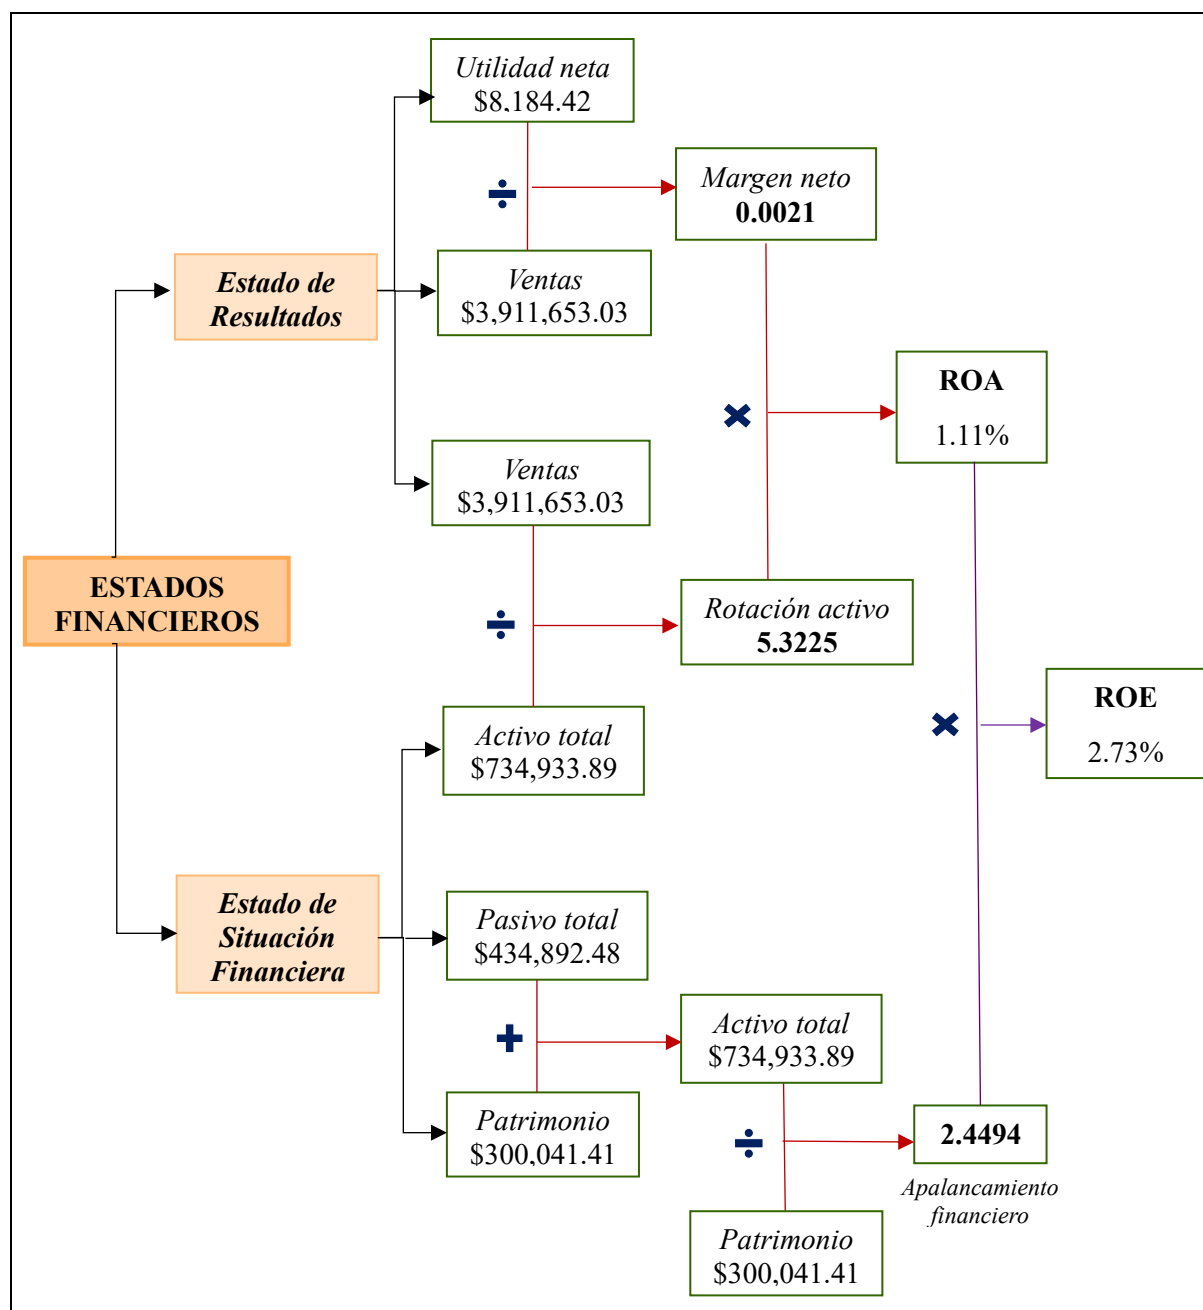 Utilidad neta
$8,184.42
Margen neto
0.0021
Estado de
Resultados
Ventas
$3,911,653.03
ROA
1.11%
Ventas
$3,911,653.03
ESTADOS
FINANCIEROS
Rotación activo
5.3225
ROE
2.73%
Activo total
$734,933.89
Estado de
Situación
Financiera
Pasivo total
$434,892.48
Activo total
$734,933.89
Patrimonio
$300,041.41
2.4494
Apalancamiento
financiero
Patrimonio
$300,041.41